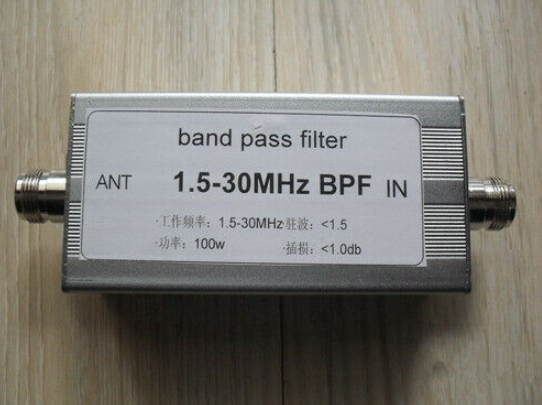 band pass filter
ANT 1.5-30MHz BPF IN
·工作频率：1.5-30MHz·驻波：<1.5
·功率：100w ·插损：<1.0db